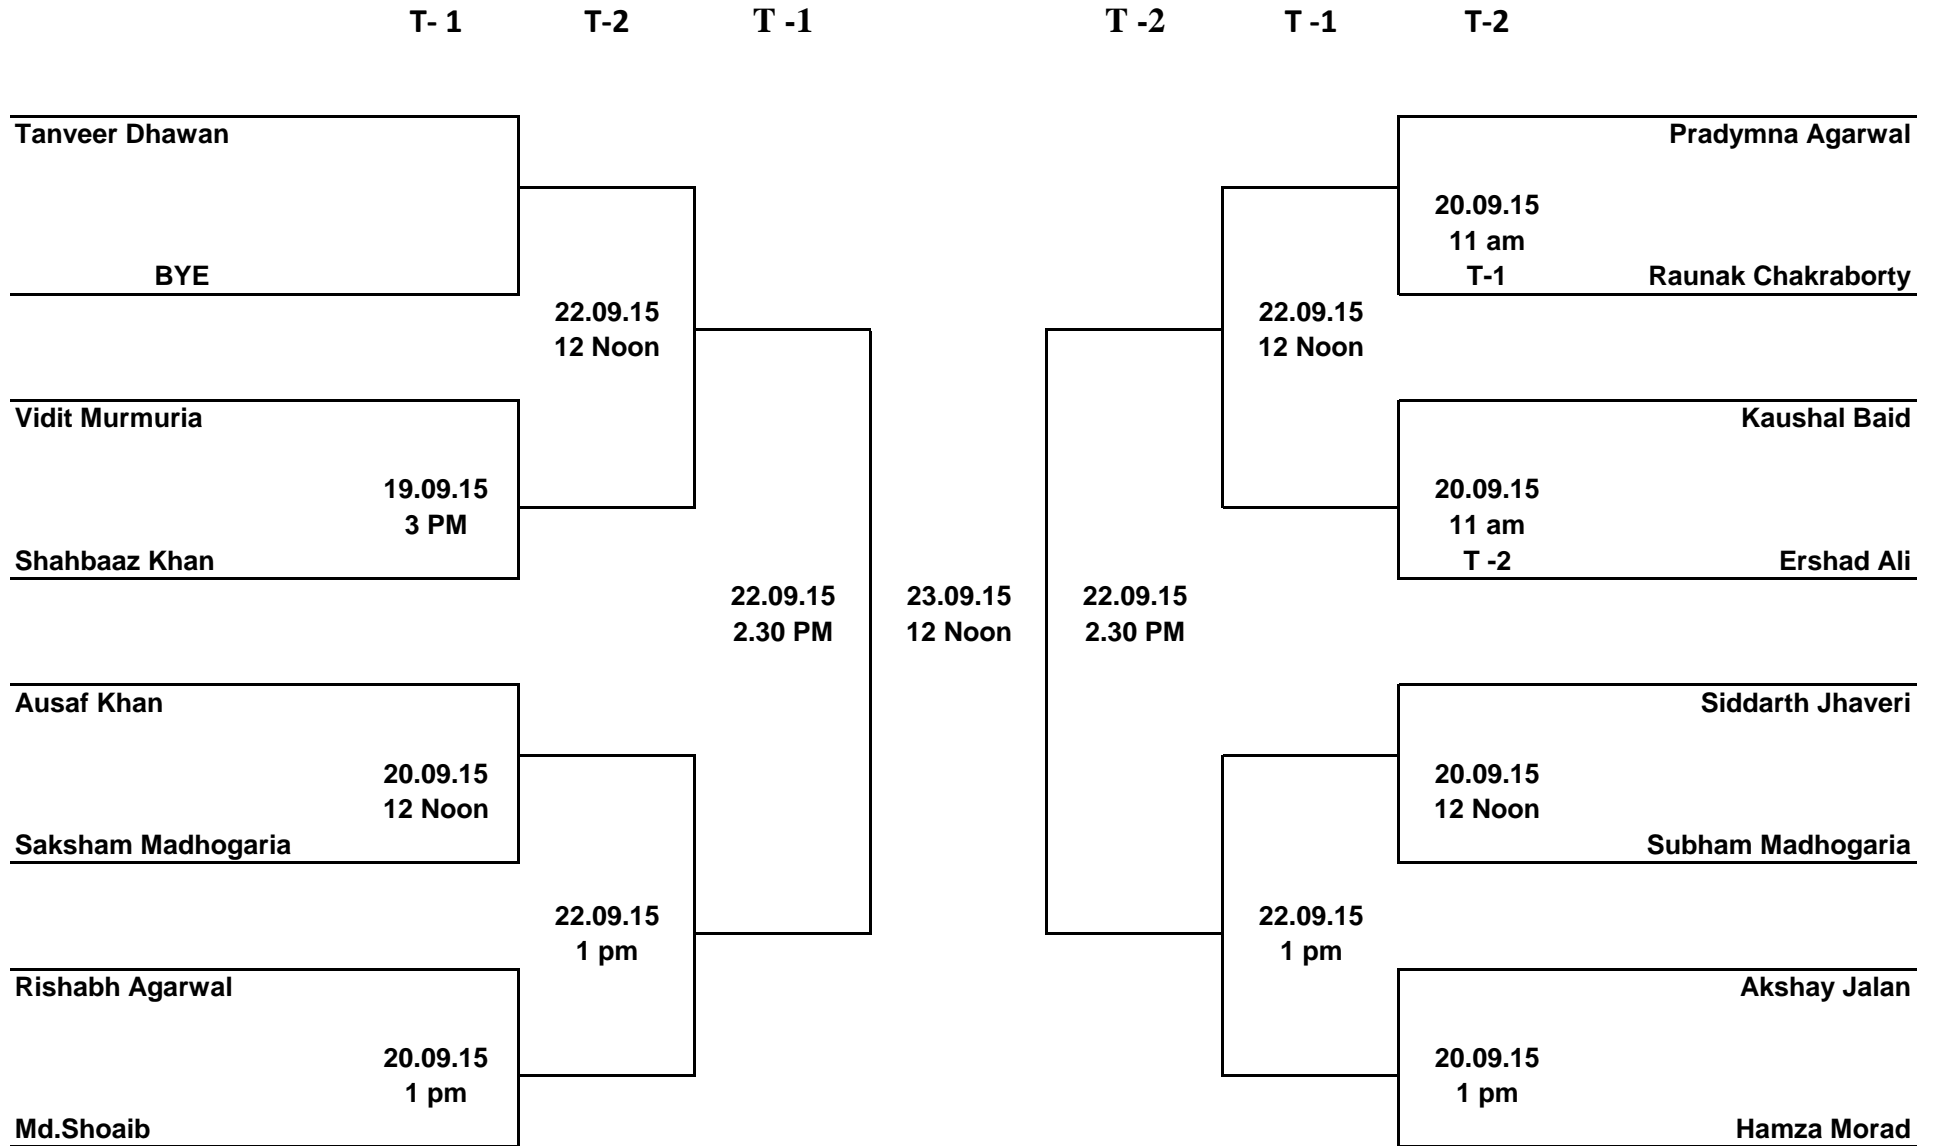 T- 1 T-2 T -1 T -2 T -1 T-2
Tanveer Dhawan Pradymna Agarwal
20.09.15
11 am
BYE T-1 Raunak Chakraborty
22.09.15 22.09.15
12 Noon 12 Noon
Vidit Murmuria Kaushal Baid
19.09.15 20.09.15
3 PM 11 am
Shahbaaz Khan T -2 Ershad Ali
22.09.15 23.09.15 22.09.15
2.30 PM 12 Noon 2.30 PM
Ausaf Khan Siddarth Jhaveri
20.09.15 20.09.15
12 Noon 12 Noon
Saksham Madhogaria Subham Madhogaria
22.09.15 22.09.15
1 pm 1 pm
Rishabh Agarwal Akshay Jalan
20.09.15 20.09.15
1 pm 1 pm
Md.Shoaib Hamza Morad